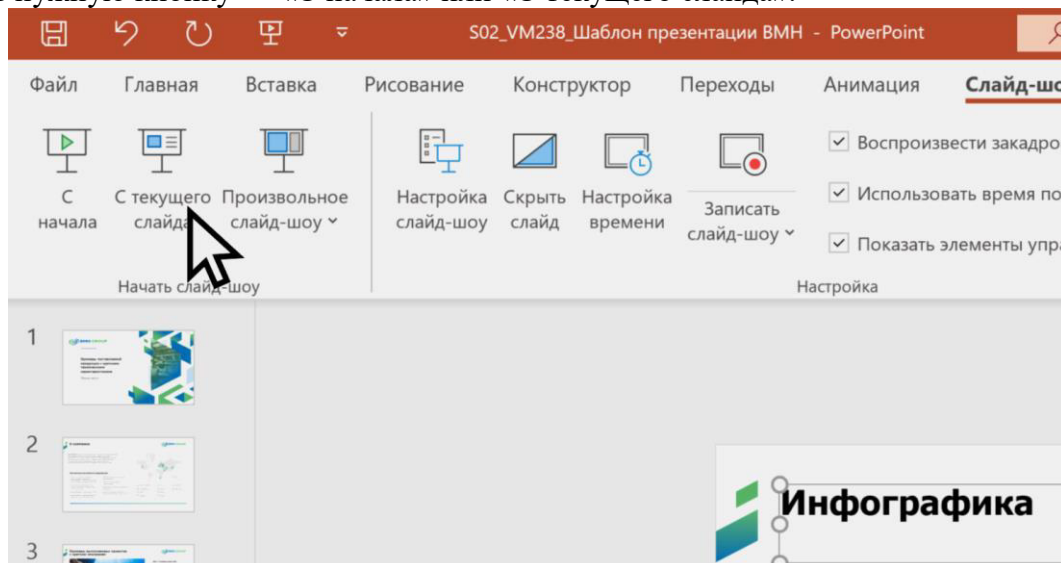 S02_VM238_Шаблон презентации ВМН - PowerPoint
Файл Главная Вставка Рисование Конструктор Переходы Анимация Слайд-шо
С начала
С текущего слайда
Произвольное слайд-шоу
Настройка слайд-шоу
Скрыть слайд
Настройка времени
Записать слайд-шоу
Воспроизвести закадро
Использовать время по
Показать элементы упра
Начать слайд-шоу
Настройка
1
2
3
Инфографика